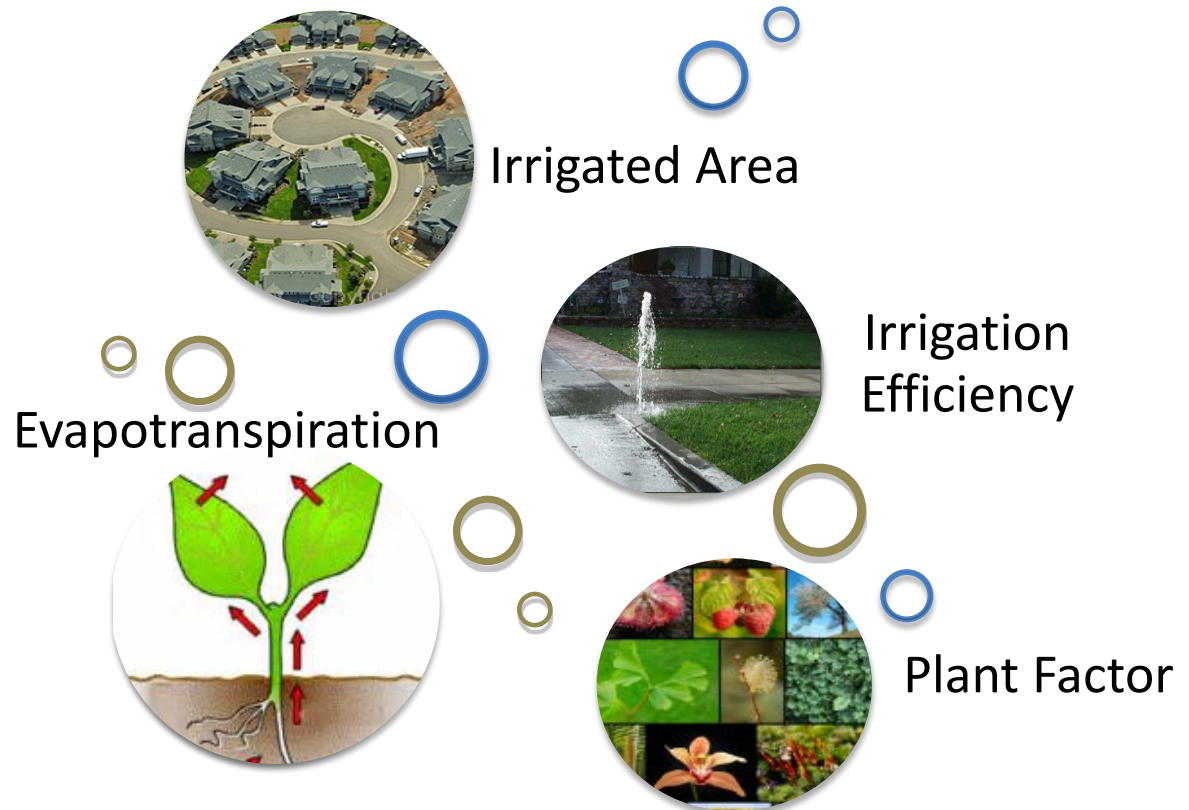 Irrigated Area
Irrigation
Efficiency
Evapotranspiration
Plant Factor